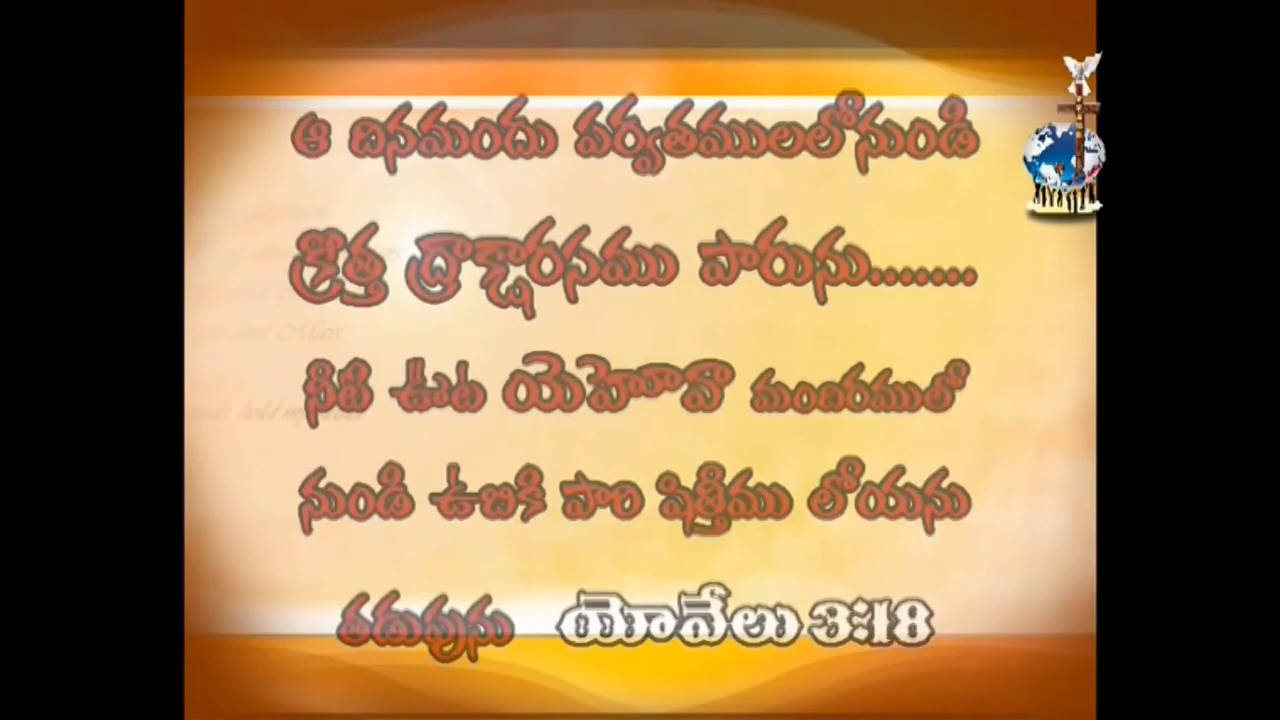 ఆ దినమందు పర్వతములలోనుండి
క్రొత్త ద్రాక్షారసము పారును.......
నీటి ఊట యెహోవా మందిరములో
నుండి ఉబికి పారి షిత్తీము లోయను
తడుపును యోవేలు 3:18